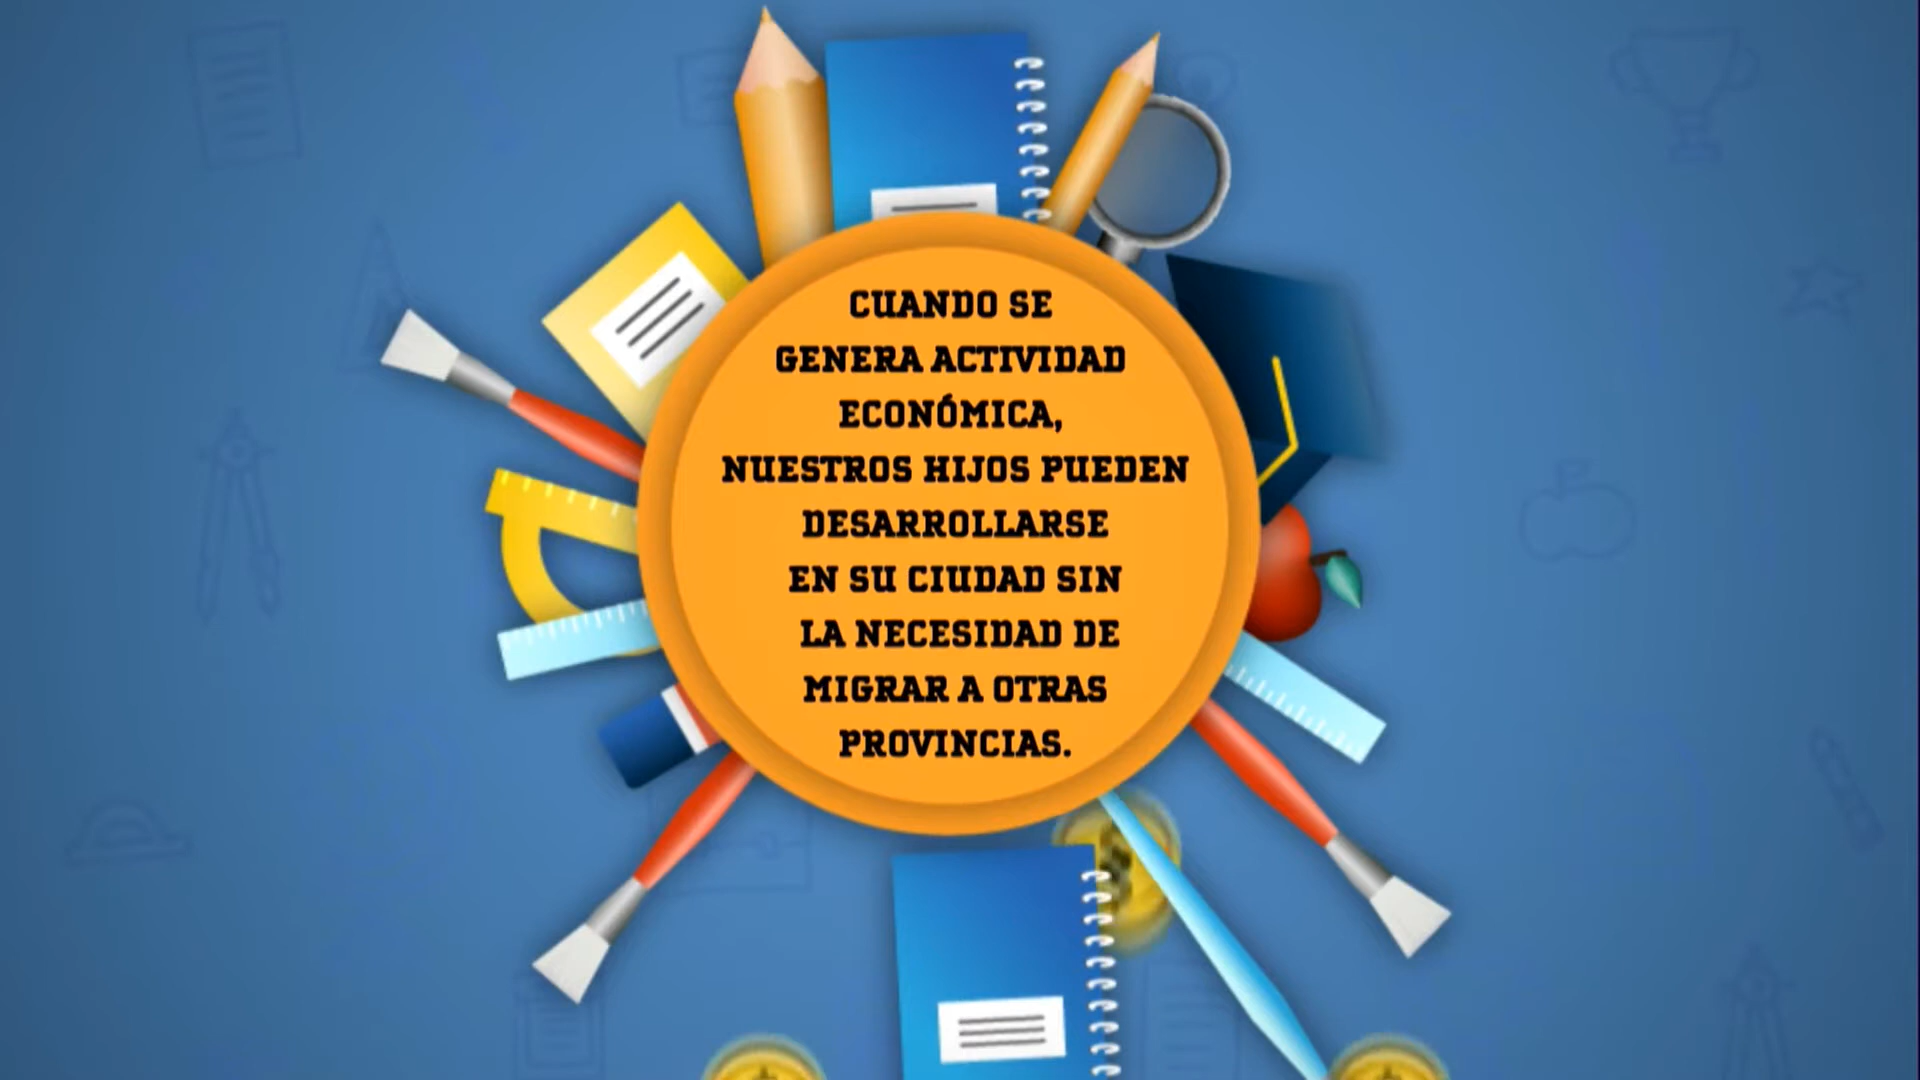 CUANDO SE
GENERA ACTIVIDAD
ECONÓMICA,
NUESTROS HIJOS PUEDEN
DESARROLLARSE
EN SU CIUDAD SIN
LA NECESIDAD DE
MIGRAR A OTRAS
PROVINCIAS.